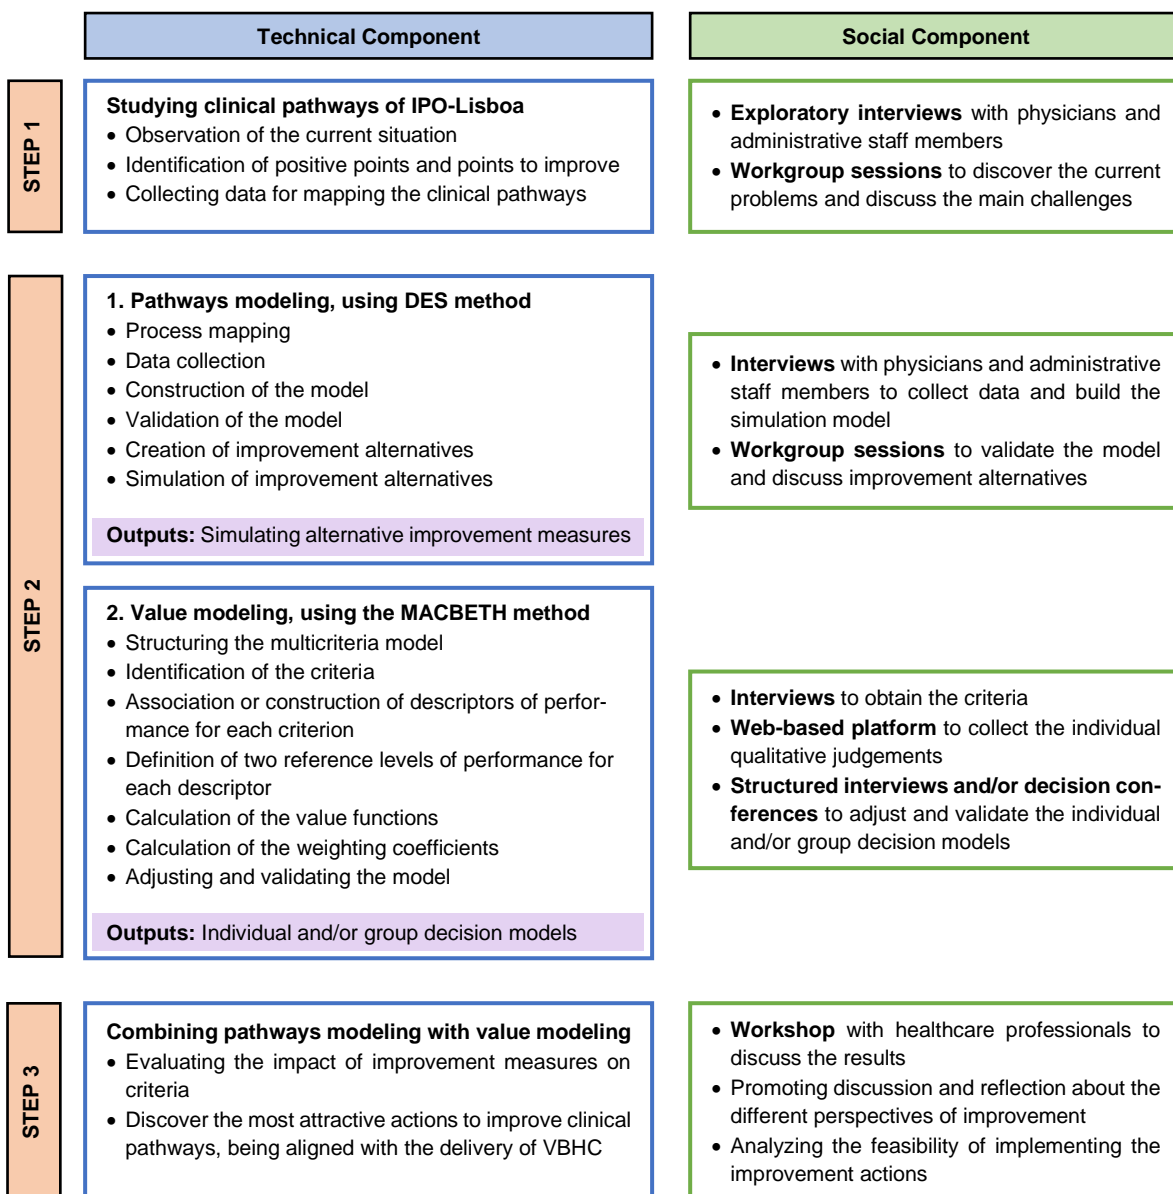 Technical Component
Social Component
STEP 1
Studying clinical pathways of IPO-Lisboa
• Observation of the current situation
• Identification of positive points and points to improve
• Collecting data for mapping the clinical pathways
• Exploratory interviews with physicians and
administrative staff members
• Workgroup sessions to discover the current
problems and discuss the main challenges
STEP 2
1. Pathways modeling, using DES method
• Process mapping
• Data collection
• Construction of the model
• Validation of the model
• Creation of improvement alternatives
• Simulation of improvement alternatives
Outputs: Simulating alternative improvement measures
• Interviews with physicians and administrative
staff members to collect data and build the
simulation model
• Workgroup sessions to validate the model
and discuss improvement alternatives
2. Value modeling, using the MACBETH method
• Structuring the multicriteria model
• Identification of the criteria
• Association or construction of descriptors of perfor-
mance for each criterion
• Definition of two reference levels of performance for
each descriptor
• Calculation of the value functions
• Calculation of the weighting coefficients
• Adjusting and validating the model
Outputs: Individual and/or group decision models
• Interviews to obtain the criteria
• Web-based platform to collect the individual
qualitative judgements
• Structured interviews and/or decision con-
ferences to adjust and validate the individual
and/or group decision models
STEP 3
Combining pathways modeling with value modeling
• Evaluating the impact of improvement measures on
criteria
• Discover the most attractive actions to improve clinical
pathways, being aligned with the delivery of VBHC
• Workshop with healthcare professionals to
discuss the results
• Promoting discussion and reflection about the
different perspectives of improvement
• Analyzing the feasibility of implementing the
improvement actions